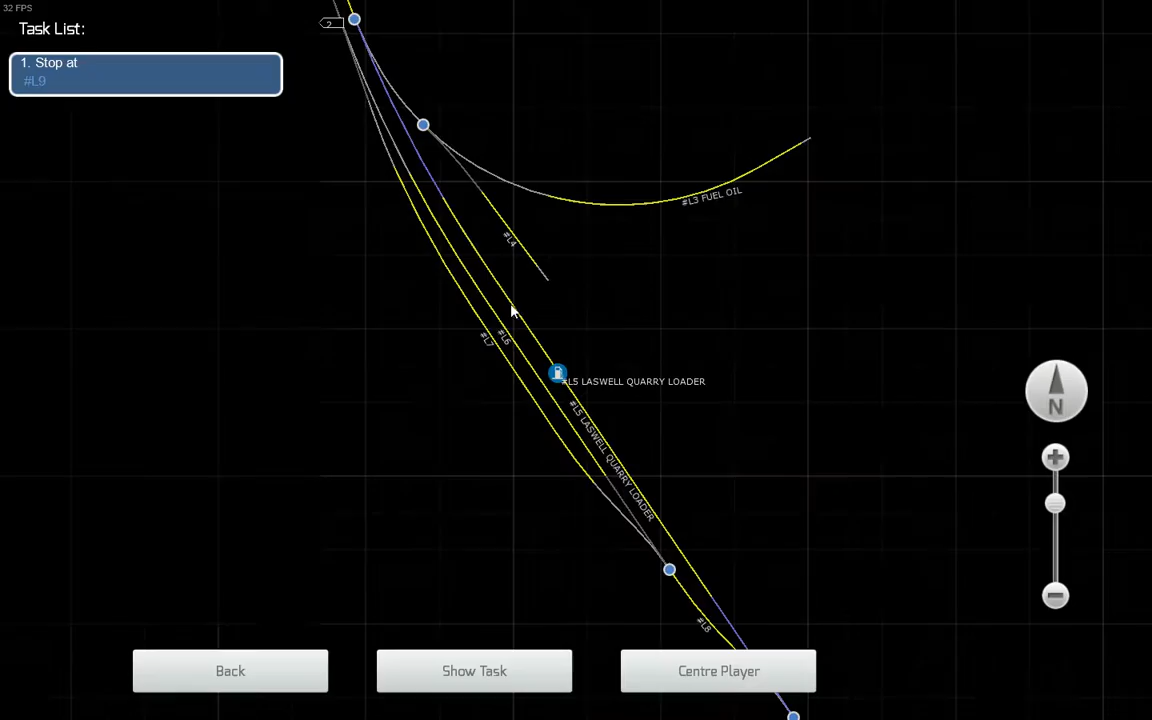 32 FPS
Task List:
1. Stop at
#L9
2
#L3 FUEL OIL
#L4
#L6
#L7
#L5 LASWELL QUARRY LOADER
#L5 LASWELL QUARRY LOADER
#L8
N
Back
Show Task
Centre Player